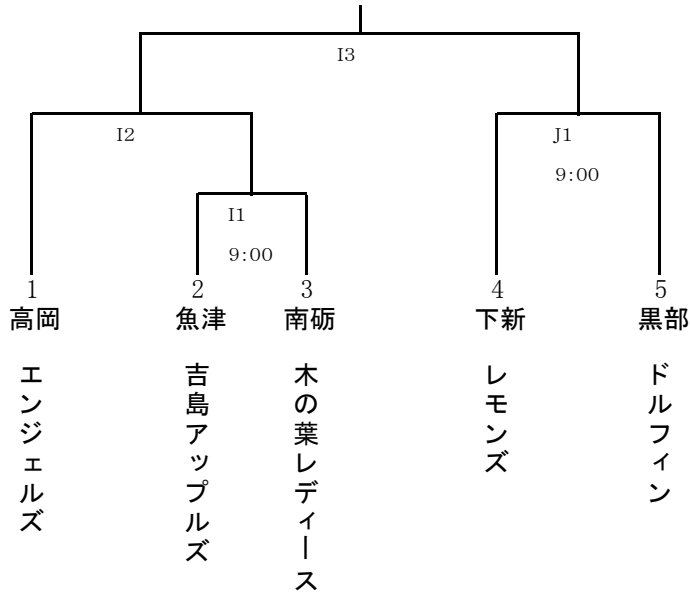 I3
I2
J1
9:00
I1
9:00
1
高岡
エンジェルズ
2
魚津
吉島アップルズ
3
南砺
木の葉レディース
4
下新
レモンズ
5
黒部
ドルフィン